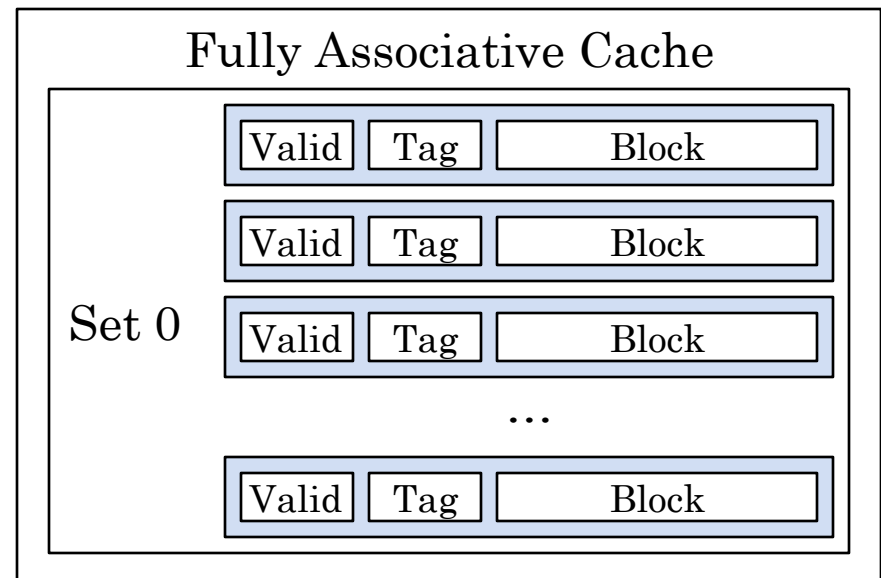 Fully Associative Cache
Valid Tag Block
Valid Tag Block
Set 0
Valid Tag Block
...
Valid Tag Block